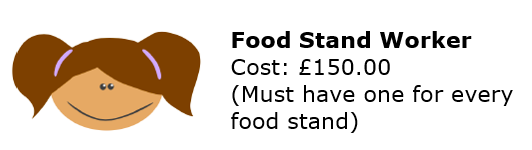 Food Stand Worker
Cost: £150.00
(Must have one for every
food stand)